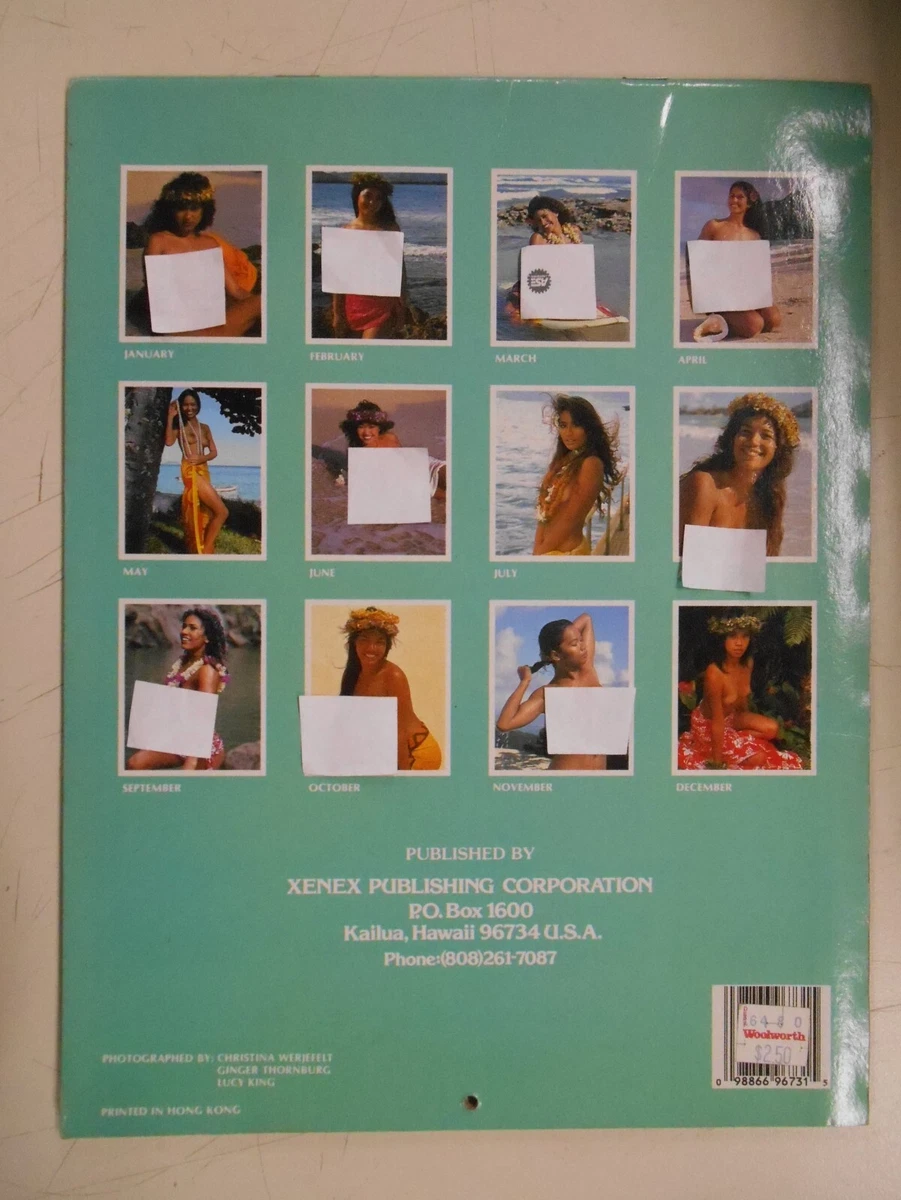 JANUARY
FEBRUARY
MARCH
APRIL
MAY
JUNE
JULY
SEPTEMBER
OCTOBER
NOVEMBER
DECEMBER
PUBLISHED BY
XENEX PUBLISHING CORPORATION
P.O. Box 1600
Kailua, Hawaii 96734 U.S.A.
Phone:(808)261-7087
PHOTOGRAPHED BY: CHRISTINA WERJEFELT
GINGER THORNBURG
LUCY KING
PRINTED IN HONG KONG
Woolworth
$2.50
0 98866 96731 5